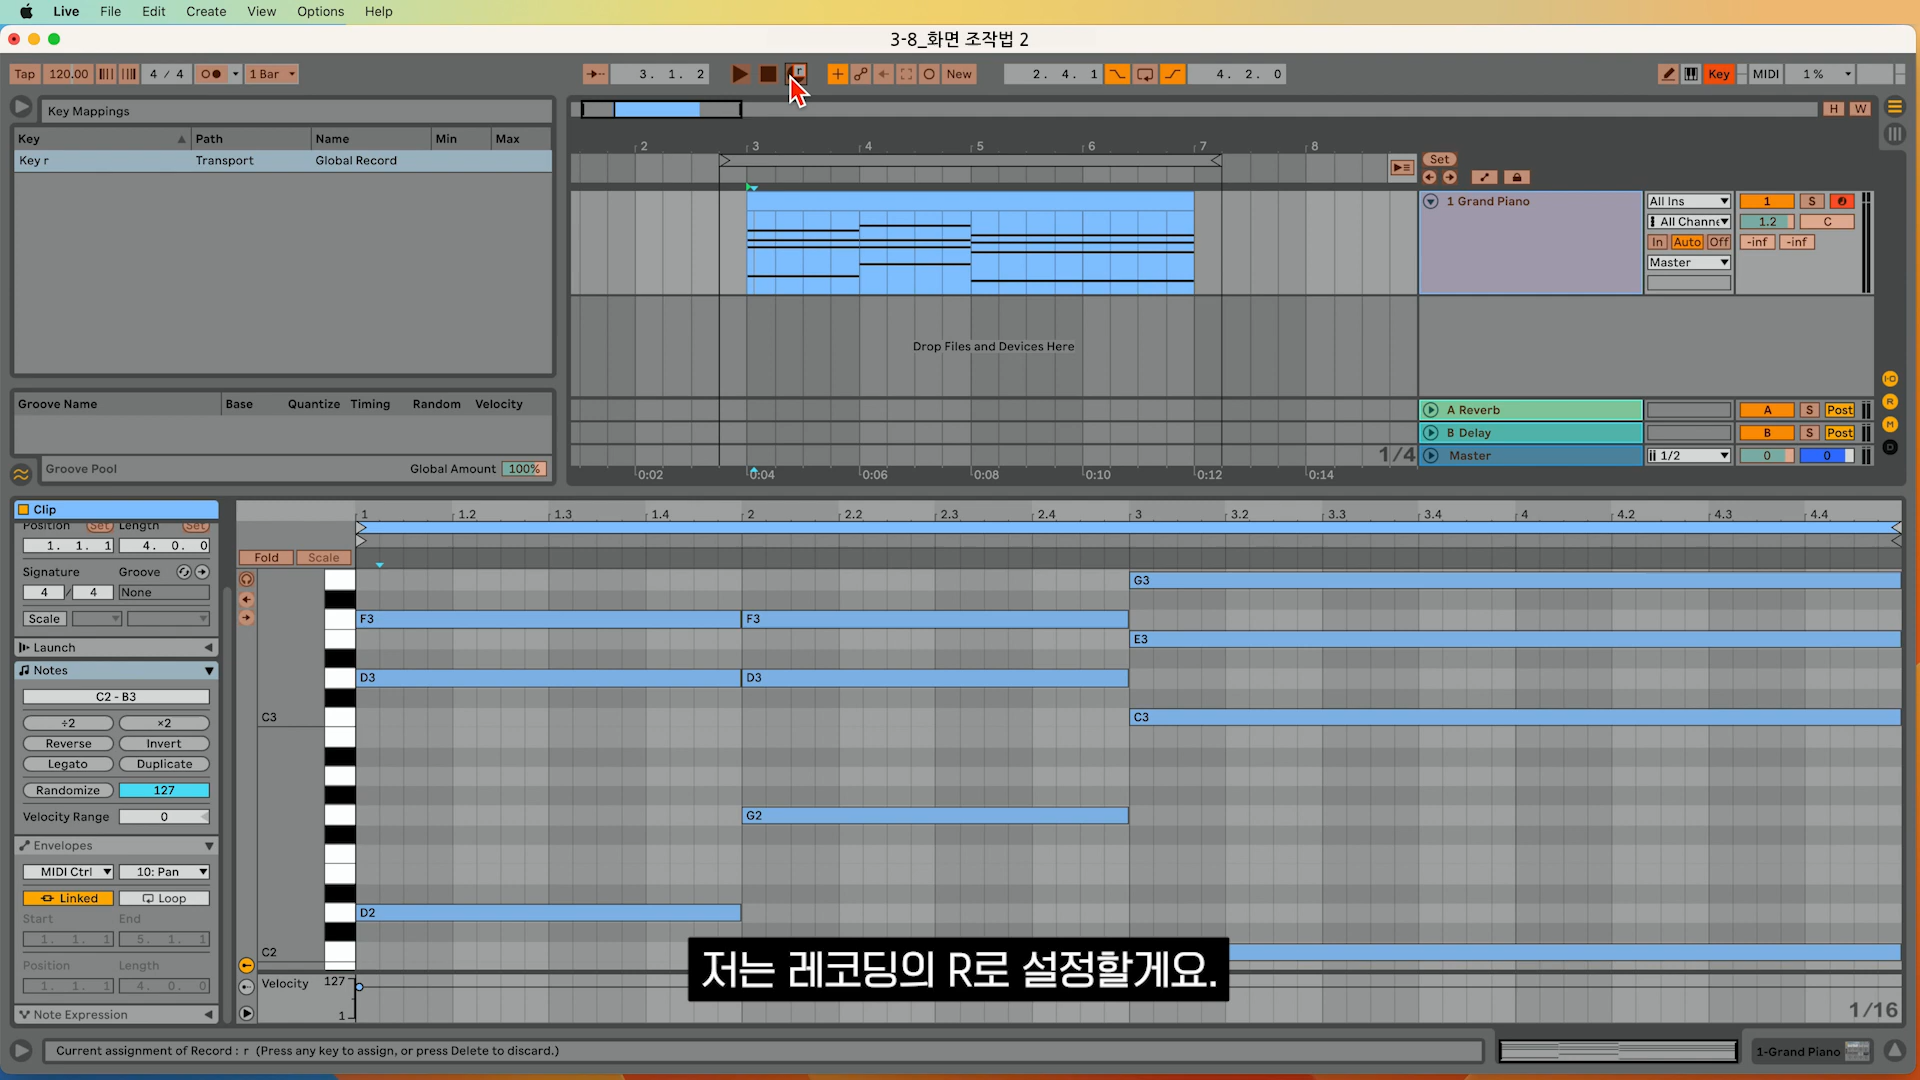 Live File Edit Create View Options Help
3-8_화면 조작법 2
Tap 120.00 4 / 4 1 Bar 3. 1. 2 New 2. 4. 1 4. 2. 0 Key MIDI 1 %
Key Mappings
H W
Key Path Name Min Max
Key r Transport Global Record
2 3 4 5 6 7 8
Set
1 Grand Piano All Ins 1 S
All Channe 1.2 C
In Auto Off -inf -inf
Master
Drop Files and Devices Here
Groove Name Base Quantize Timing Random Velocity
A Reverb A S Post
B Delay B S Post
1/4 Master 1/2 0 0
Groove Pool Global Amount 100%
0:02 0:04 0:06 0:08 0:10 0:12 0:14
Clip
1 1.2 1.3 1.4 2 2.2 2.3 2.4 3 3.2 3.3 3.4 4 4.2 4.3 4.4
Position Set Length Set
1. 1. 1 4. 0. 0
Fold Scale
Signature Groove
4 / 4 None
Scale
Launch
Notes
C2 - B3
÷2 ×2
Reverse Invert
Legato Duplicate
Randomize 127
Velocity Range 0
Envelopes
MIDI Ctrl 10: Pan
Linked Loop
Start End
1. 1. 1 5. 1. 1
Position Length
1. 1. 1 4. 0. 0
Note Expression
G3
F3 F3
E3
D3 D3
C3 C3
G2
D2
C2
Velocity 127
1
저는 레코딩의 R로 설정할게요.
1/16
Current assignment of Record : r (Press any key to assign, or press Delete to discard.)
1-Grand Piano